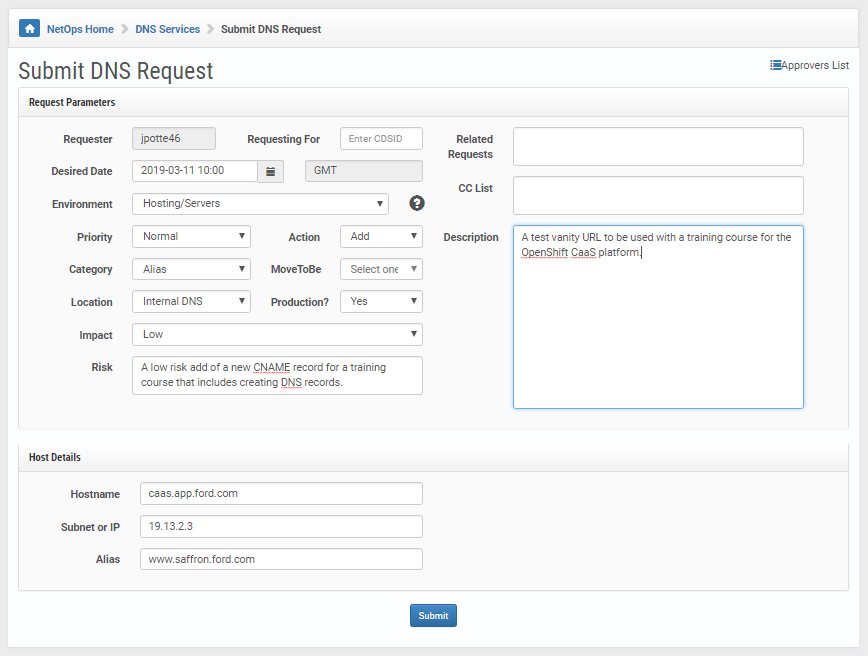 NetOps Home DNS Services Submit DNS Request
Submit DNS Request
Approvers List
Request Parameters
Requester jpotte46 Requesting For Enter CDSID
Desired Date 2019-03-11 10:00 GMT
Environment Hosting/Servers ?
Priority Normal Action Add
Category Alias MoveToBe Select one
Location Internal DNS Production? Yes
Impact Low
Risk A low risk add of a new CNAME record for a training
course that includes creating DNS records.
Related
Requests
CC List
Description A test vanity URL to be used with a training course for the
OpenShift CaaS platform.
Host Details
Hostname caas.app.ford.com
Subnet or IP 19.13.2.3
Alias www.saffron.ford.com
Submit